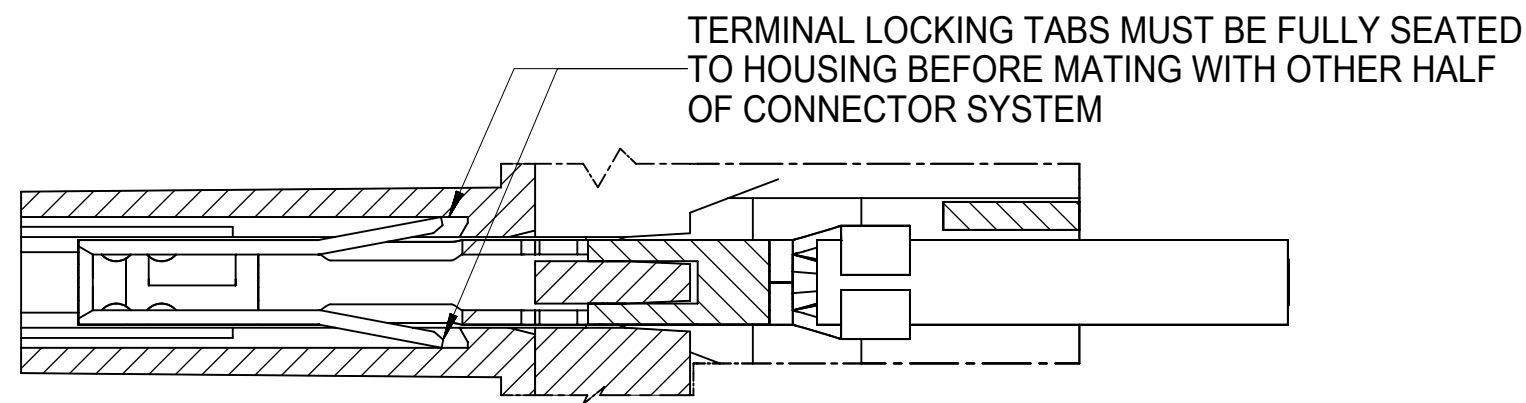 TERMINAL LOCKING TABS MUST BE FULLY SEATED
TO HOUSING BEFORE MATING WITH OTHER HALF
OF CONNECTOR SYSTEM